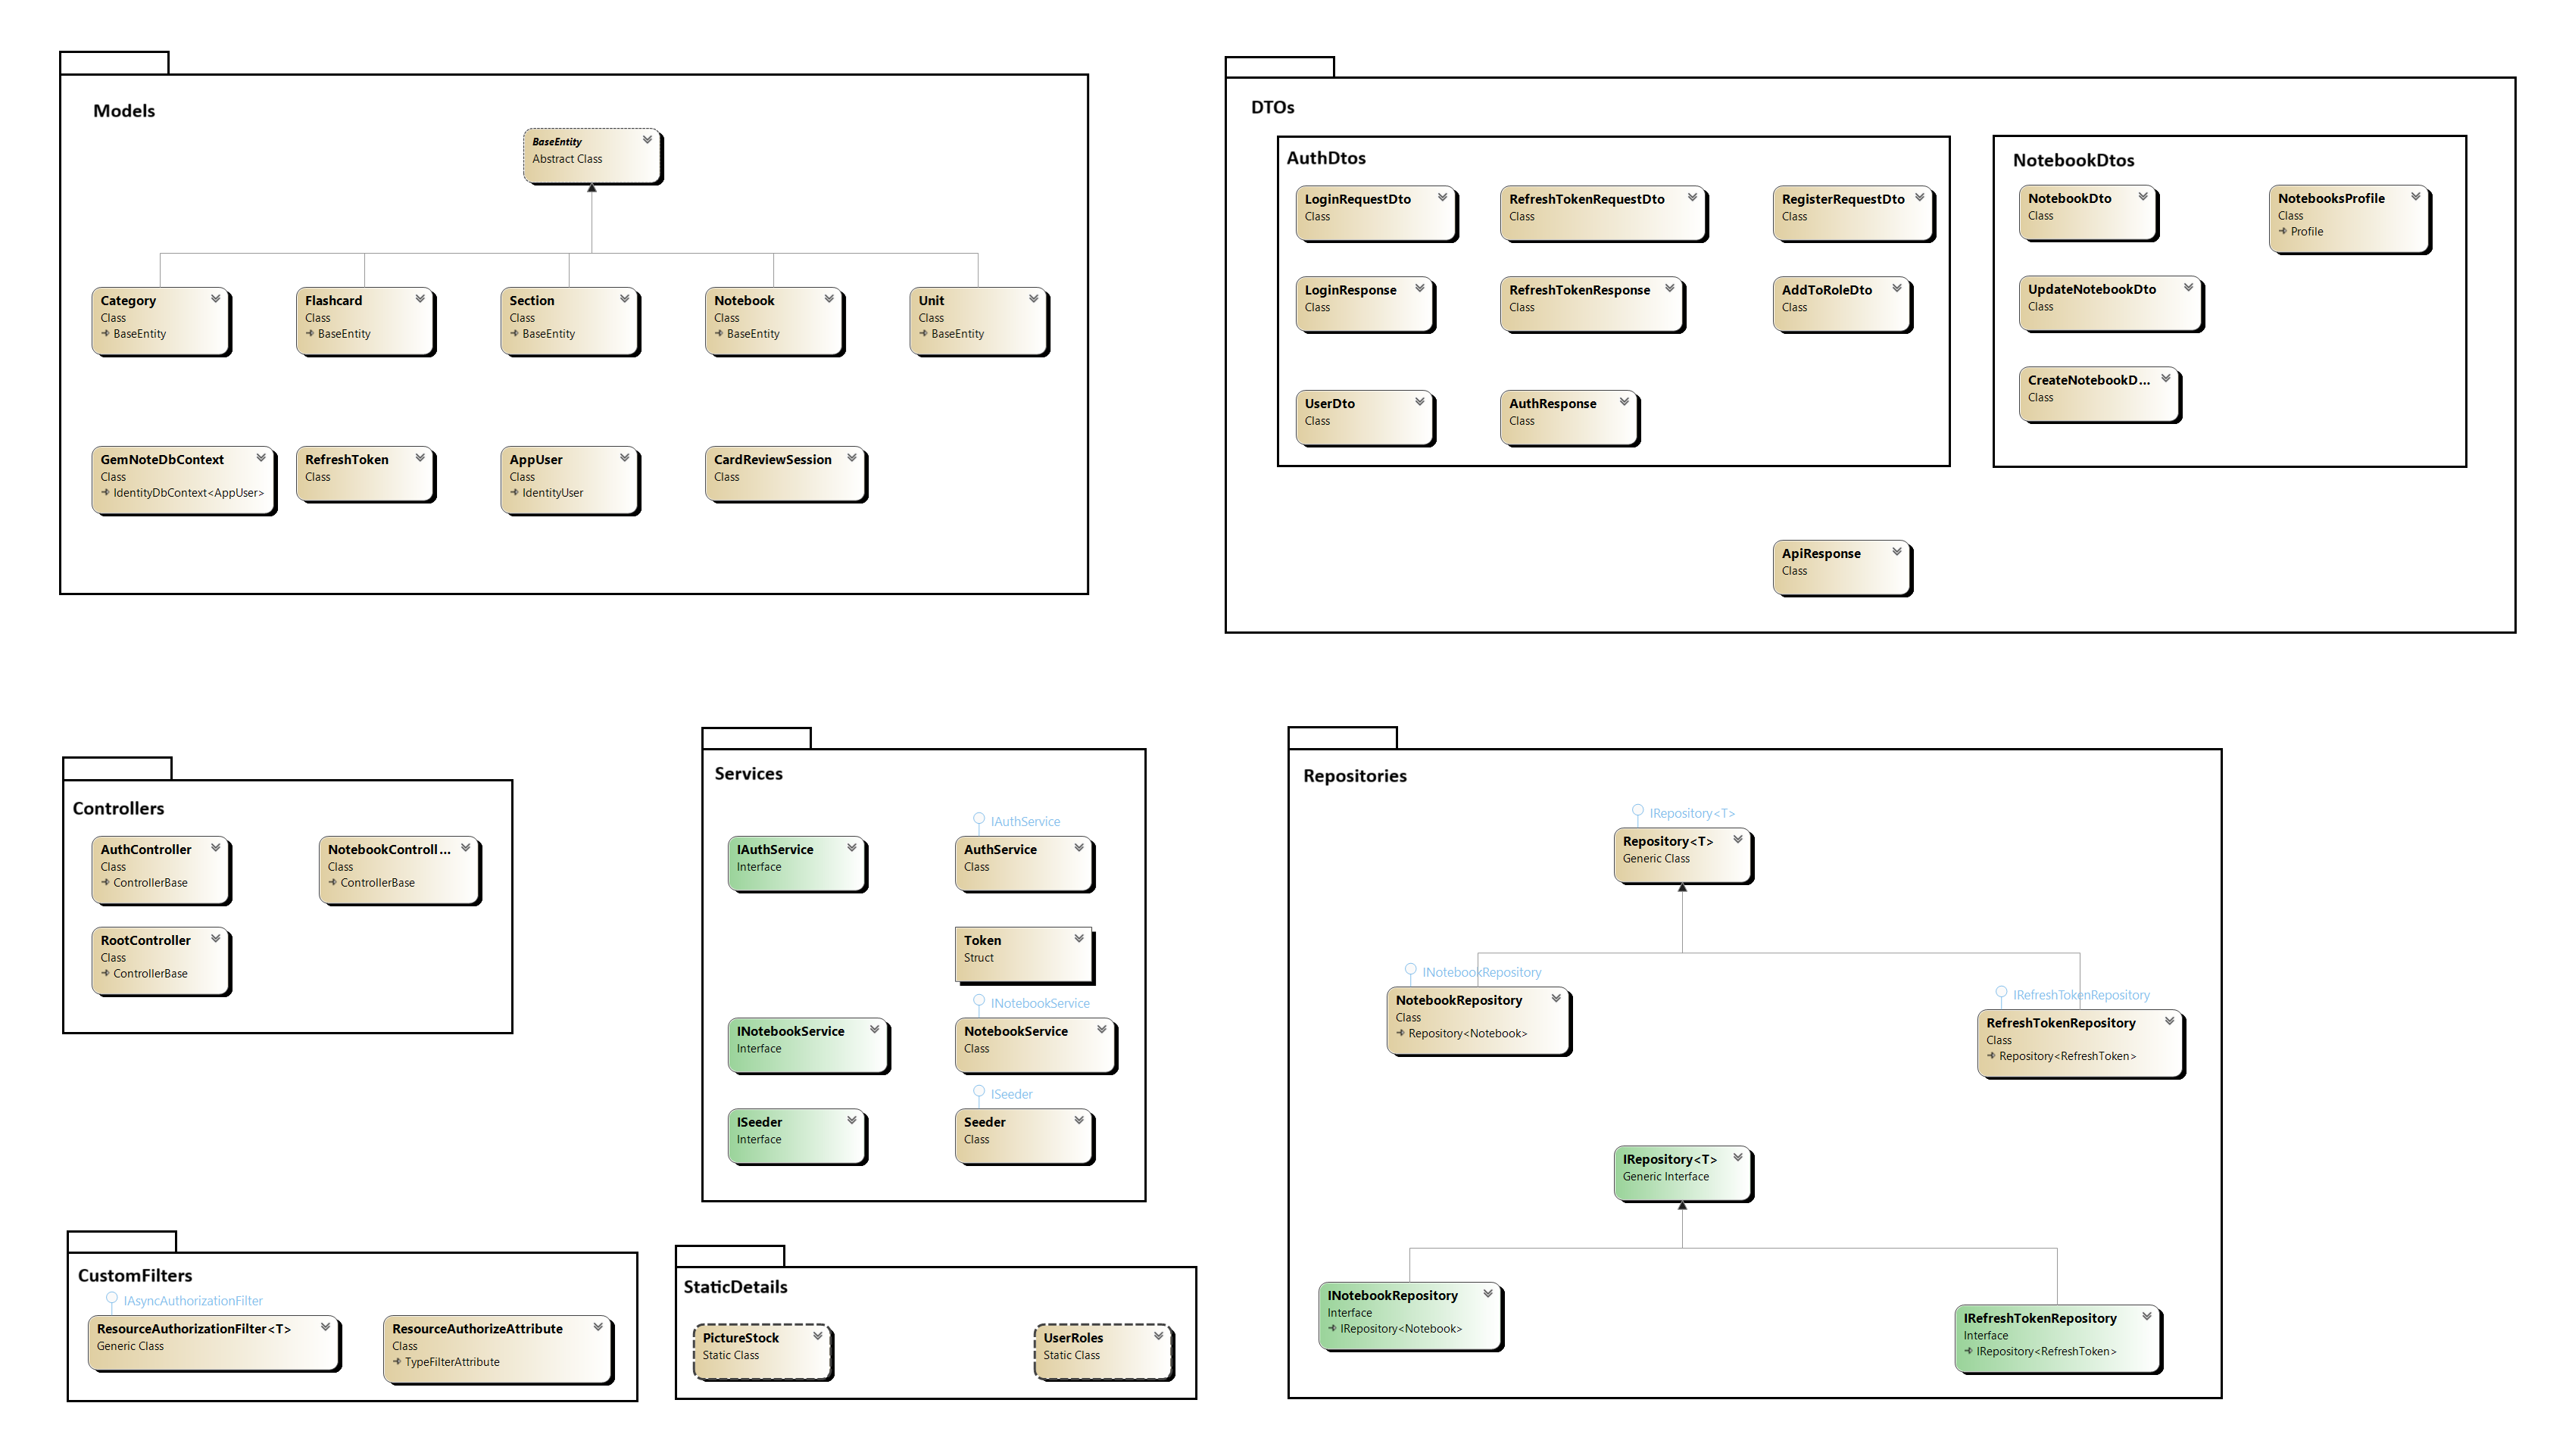 Models
BaseEntity
Abstract Class
Category
Class
BaseEntity
Flashcard
Class
BaseEntity
Section
Class
BaseEntity
Notebook
Class
BaseEntity
Unit
Class
BaseEntity
GemNoteDbContext
Class
IdentityDbContext<AppUser>
RefreshToken
Class
AppUser
Class
IdentityUser
CardReviewSession
Class
DTOs
AuthDtos
LoginRequestDto
Class
RefreshTokenRequestDto
Class
RegisterRequestDto
Class
LoginResponse
Class
RefreshTokenResponse
Class
AddToRoleDto
Class
UserDto
Class
AuthResponse
Class
NotebookDtos
NotebookDto
Class
NotebooksProfile
Class
Profile
UpdateNotebookDto
Class
CreateNotebookD...
Class
ApiResponse
Class
Controllers
AuthController
Class
ControllerBase
NotebookControll...
Class
ControllerBase
RootController
Class
ControllerBase
Services
IAuthService
Interface
IAuthService
AuthService
Class
Token
Struct
INotebookService
Interface
INotebookService
NotebookService
Class
ISeeder
Interface
ISeeder
Seeder
Class
Repositories
IRepository<T>
Repository<T>
Generic Class
INotebookRepository
NotebookRepository
Class
Repository<Notebook>
IRefreshTokenRepository
RefreshTokenRepository
Class
Repository<RefreshToken>
IRepository<T>
Generic Interface
INotebookRepository
Interface
IRepository<Notebook>
IRefreshTokenRepository
Interface
IRepository<RefreshToken>
CustomFilters
IAsyncAuthorizationFilter
ResourceAuthorizationFilter<T>
Generic Class
ResourceAuthorizeAttribute
Class
TypeFilterAttribute
StaticDetails
PictureStock
Static Class
UserRoles
Static Class